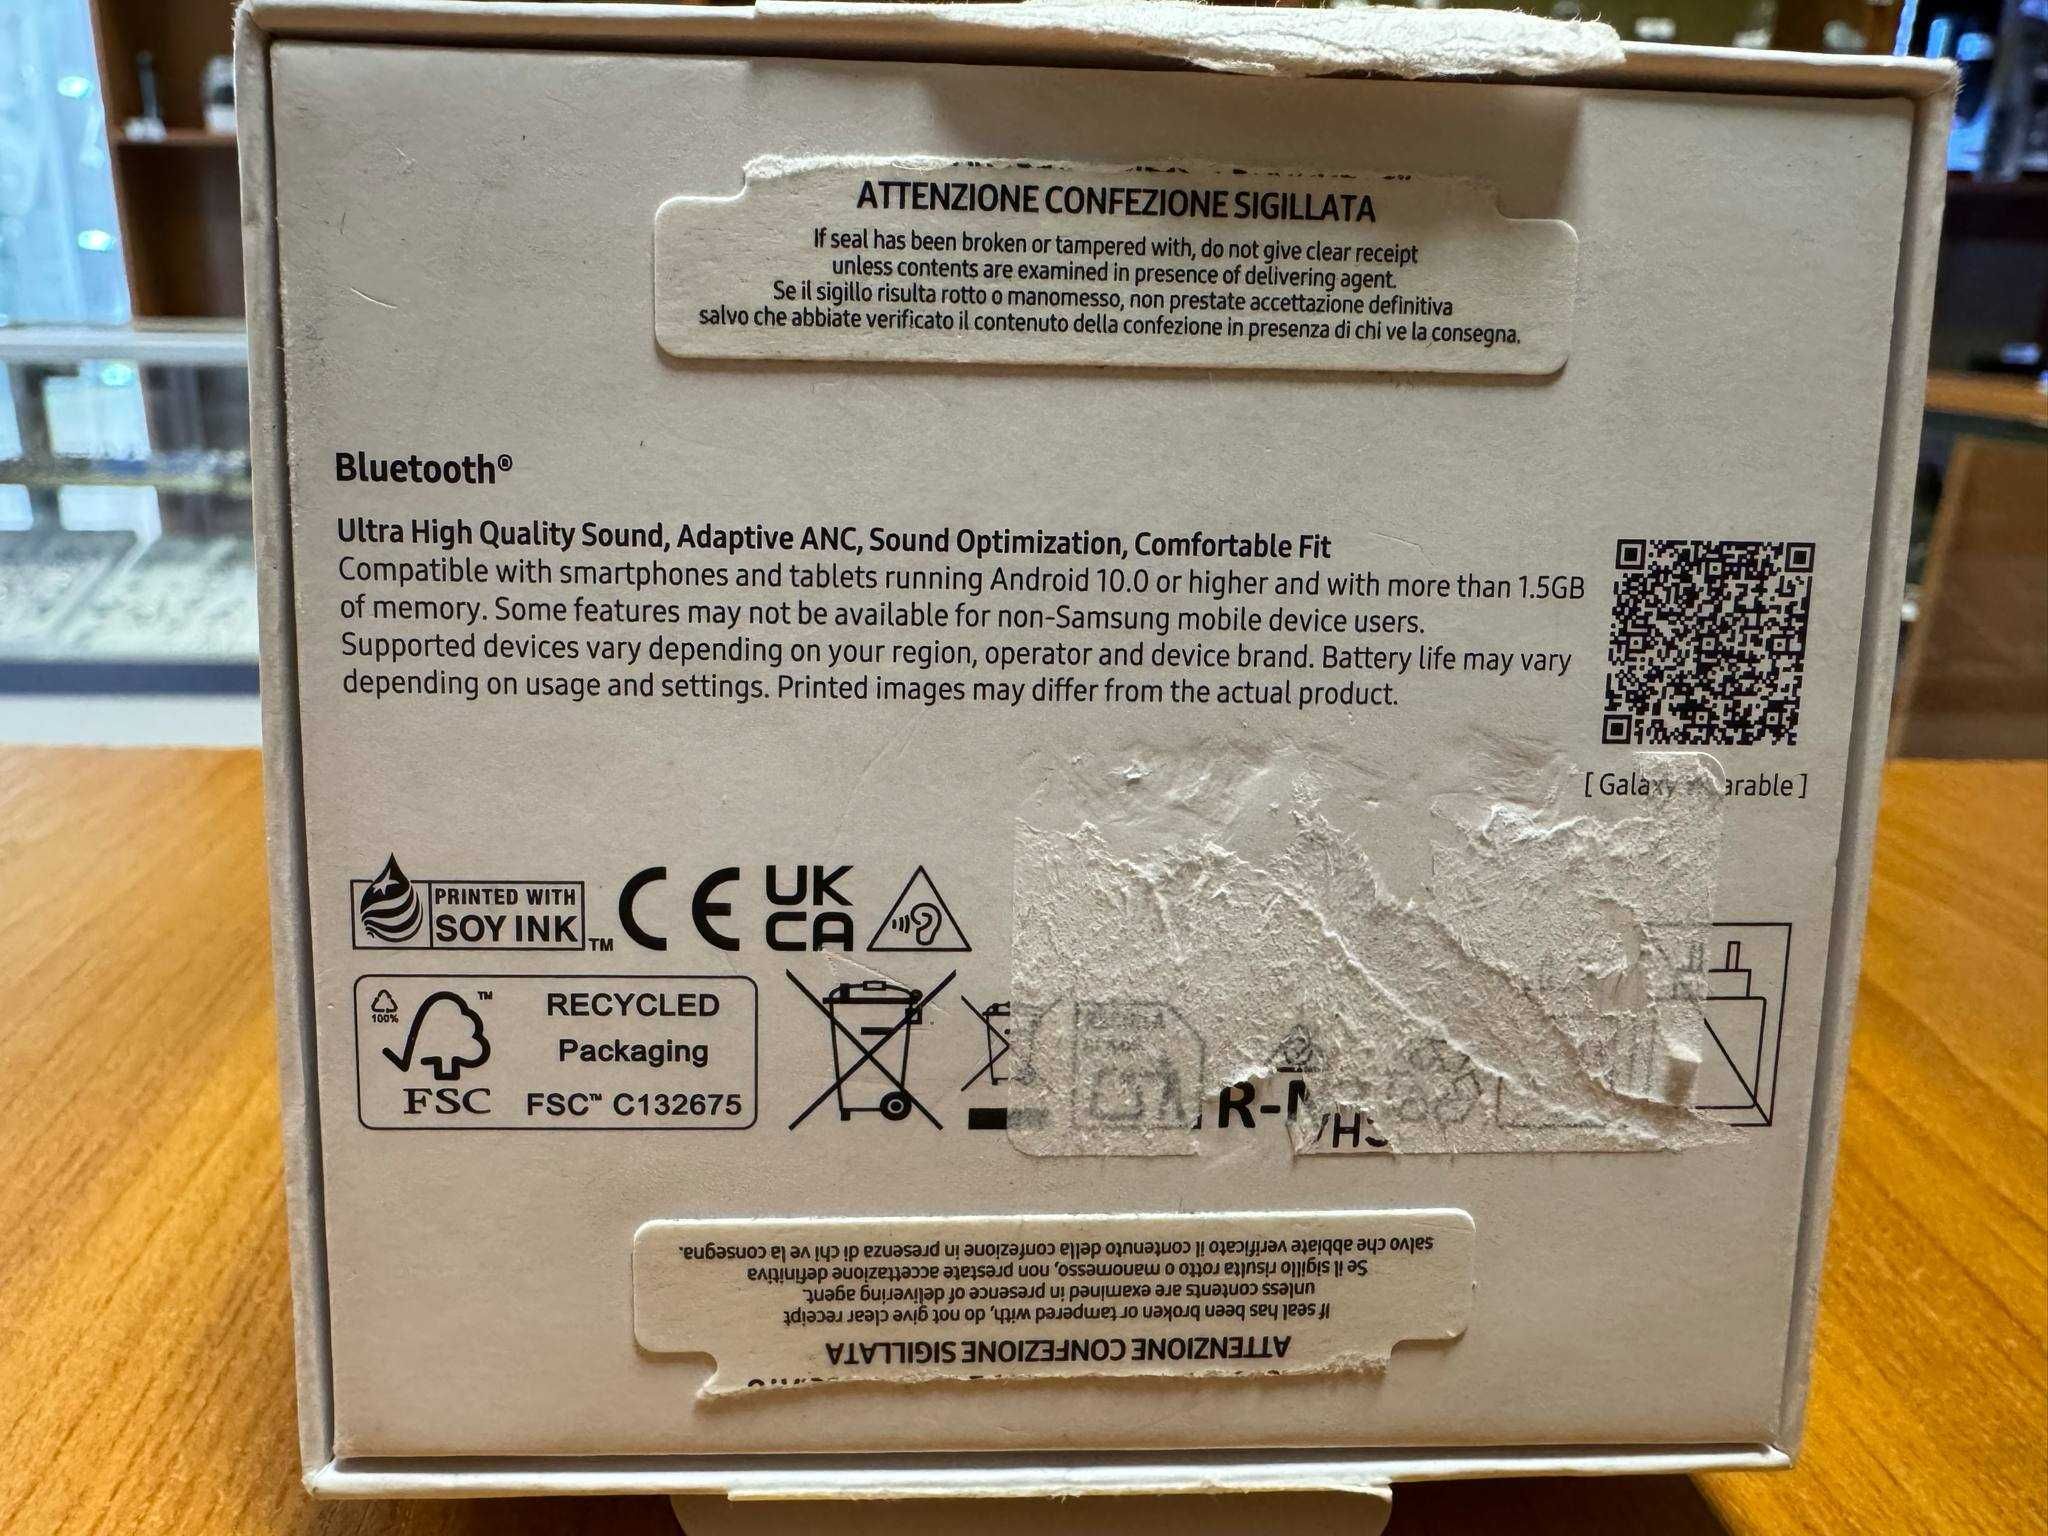 ATTENZIONE CONFEZIONE SIGILLATA
If seal has been broken or tampered with, do not give clear receipt
unless contents are examined in presence of delivering agent.
Se il sigillo risulta rotto o manomesso, non prestate accettazione definitiva
salvo che abbiate verificato il contenuto della confezione in presenza di chi ve la consegna.
Bluetooth®
Ultra High Quality Sound, Adaptive ANC, Sound Optimization, Comfortable Fit
Compatible with smartphones and tablets running Android 10.0 or higher and with more than 1.5GB
of memory. Some features may not be available for non-Samsung mobile device users.
Supported devices vary depending on your region, operator and device brand. Battery life may vary
depending on usage and settings. Printed images may differ from the actual product.
[ Galaxy
PRINTED WITH
SOY INK™
CE
UK
CA
100%
™
FSC
RECYCLED
Packaging
FSC™ C132675
ATTENZIONE CONFEZIONE SIGILLATA
If seal has been broken or tampered with, do not give clear receipt
unless contents are examined in presence of delivering agent.
Se il sigillo risulta rotto o manomesso, non prestate accettazione definitiva
salvo che abbiate verificato il contenuto della confezione in presenza di chi ve la consegna.